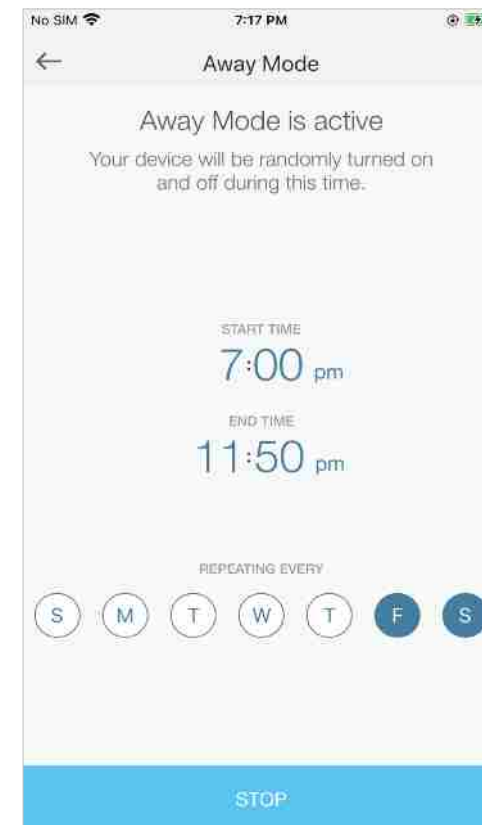 No SIM 7:17 PM
Away Mode
Away Mode is active
Your device will be randomly turned on
and off during this time.
START TIME
7:00 pm
END TIME
11:50 pm
REPEATING EVERY
S M T W T F S
STOP